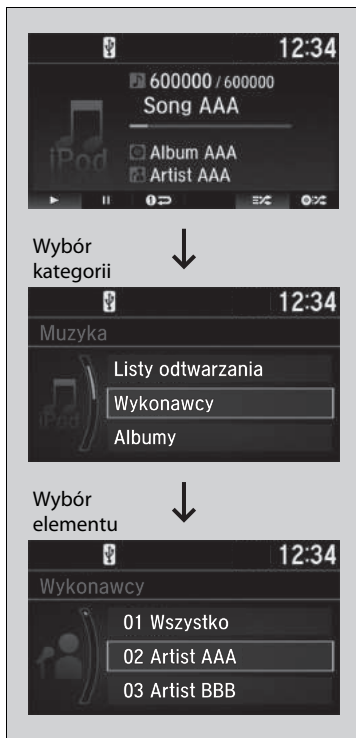 12:34
600000 / 600000
Song AAA
iPod
Album AAA
Artist AAA
Wybór
kategorii
12:34
Muzyka
Listy odtwarzania
iPod
Wykonawcy
Albumy
Wybór
elementu
12:34
Wykonawcy
01 Wszystko
02 Artist AAA
03 Artist BBB